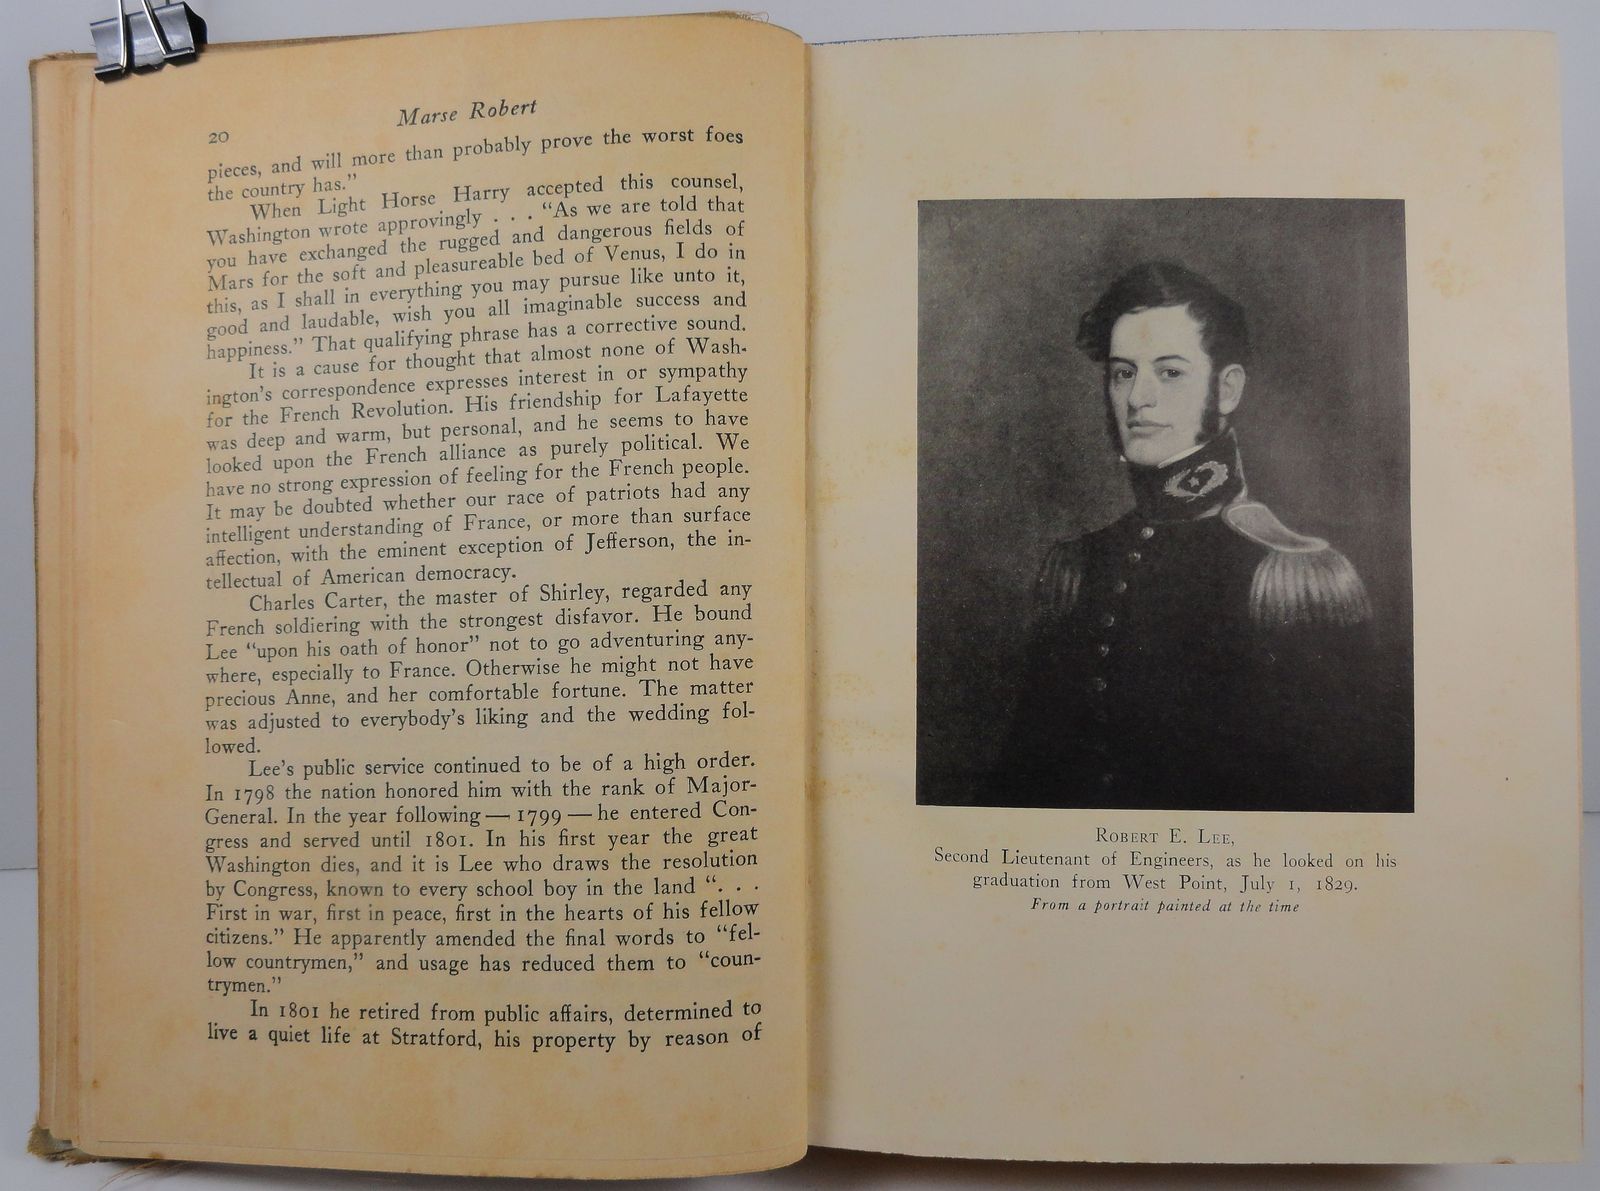 20
Marse Robert
pieces, and will more than probably prove the worst foes
the country has."
When Light Horse Harry accepted this counsel,
Washington wrote approvingly . . . "As we are told that
you have exchanged the rugged and dangerous fields of
Mars for the soft and pleasureable bed of Venus, I do in
this, as I shall in everything you may pursue like unto it,
good and laudable, wish you all imaginable success and
happiness." That qualifying phrase has a corrective sound.
It is a cause for thought that almost none of Wash-
ington's correspondence expresses interest in or sympathy
for the French Revolution. His friendship for Lafayette
was deep and warm, but personal, and he seems to have
looked upon the French alliance as purely political. We
have no strong expression of feeling for the French people.
It may be doubted whether our race of patriots had any
intelligent understanding of France, or more than surface
affection, with the eminent exception of Jefferson, the in-
tellectual of American democracy.
Charles Carter, the master of Shirley, regarded any
French soldiering with the strongest disfavor. He bound
Lee "upon his oath of honor" not to go adventuring any-
where, especially to France. Otherwise he might not have
precious Anne, and her comfortable fortune. The matter
was adjusted to everybody's liking and the wedding fol-
lowed.
Lee's public service continued to be of a high order.
In 1798 the nation honored him with the rank of Major-
General. In the year following — 1799 — he entered Con-
gress and served until 1801. In his first year the great
Washington dies, and it is Lee who draws the resolution
by Congress, known to every school boy in the land ". . .
First in war, first in peace, first in the hearts of his fellow
citizens." He apparently amended the final words to "fel-
low countrymen," and usage has reduced them to "coun-
trymen."
In 1801 he retired from public affairs, determined to
live a quiet life at Stratford, his property by reason of
ROBERT E. LEE,
Second Lieutenant of Engineers, as he looked on his
graduation from West Point, July 1, 1829.
From a portrait painted at the time